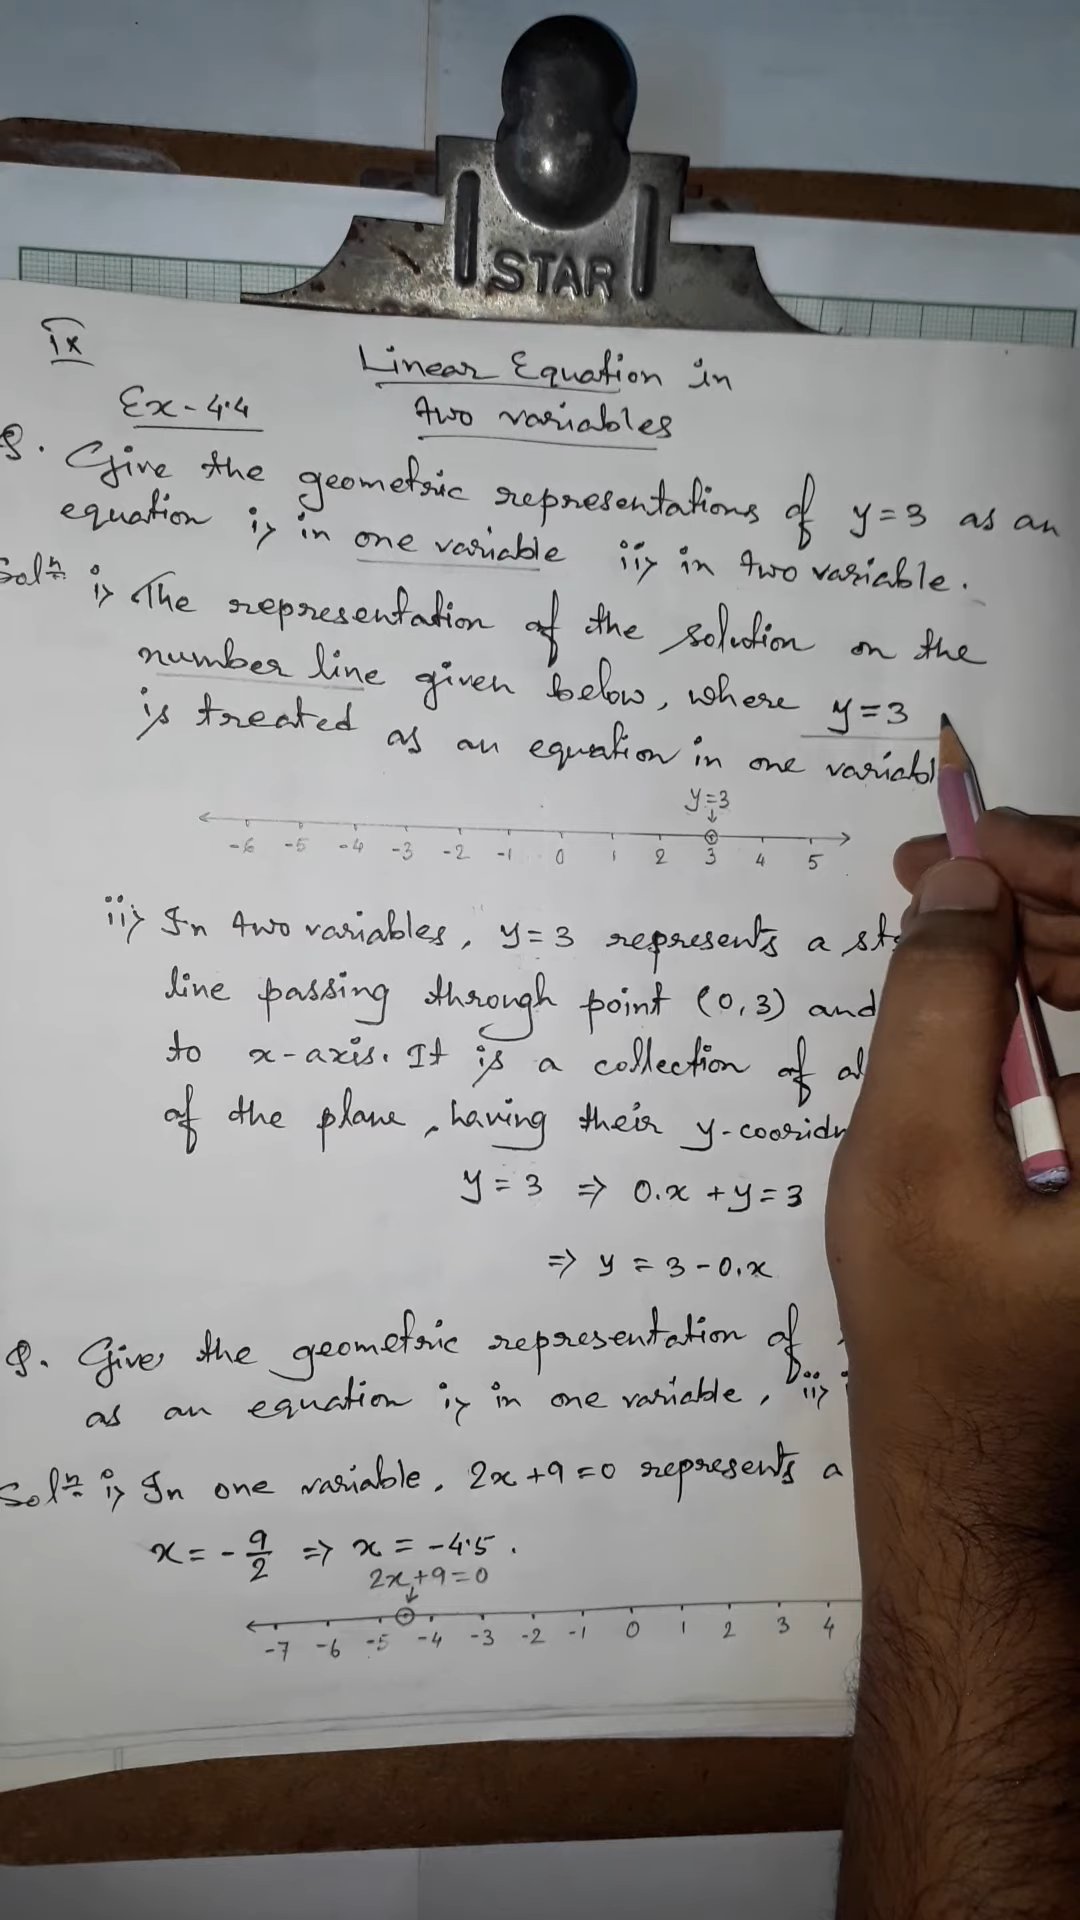 STAR
ix
Linear Equation in
Ex-4.4
two variables
Q. Give the geometric representations of y=3 as an
equation i> in one variable ii> in two variable.
Solⁿ i> The representation of the solution on the
number line given below, where y=3
is treated as an equation in one variabl
y=3
-6 -5 -4 -3 -2 -1 0 1 2 3 4 5
ii> In two variables, y=3 represents a st
line passing through point (0,3) and
to x-axis. It is a collection of al
of the plane, having their y-cooridn
y = 3 => 0.x + y = 3
=> y = 3 - 0.x
Q. Give the geometric representation of
as an equation i> in one variable, ii>
Solⁿ i> In one variable, 2x+9=0 represents a
x = -9/2 => x = -4.5.
2x+9=0
-7 -6 -5 -4 -3 -2 -1 0 1 2 3 4